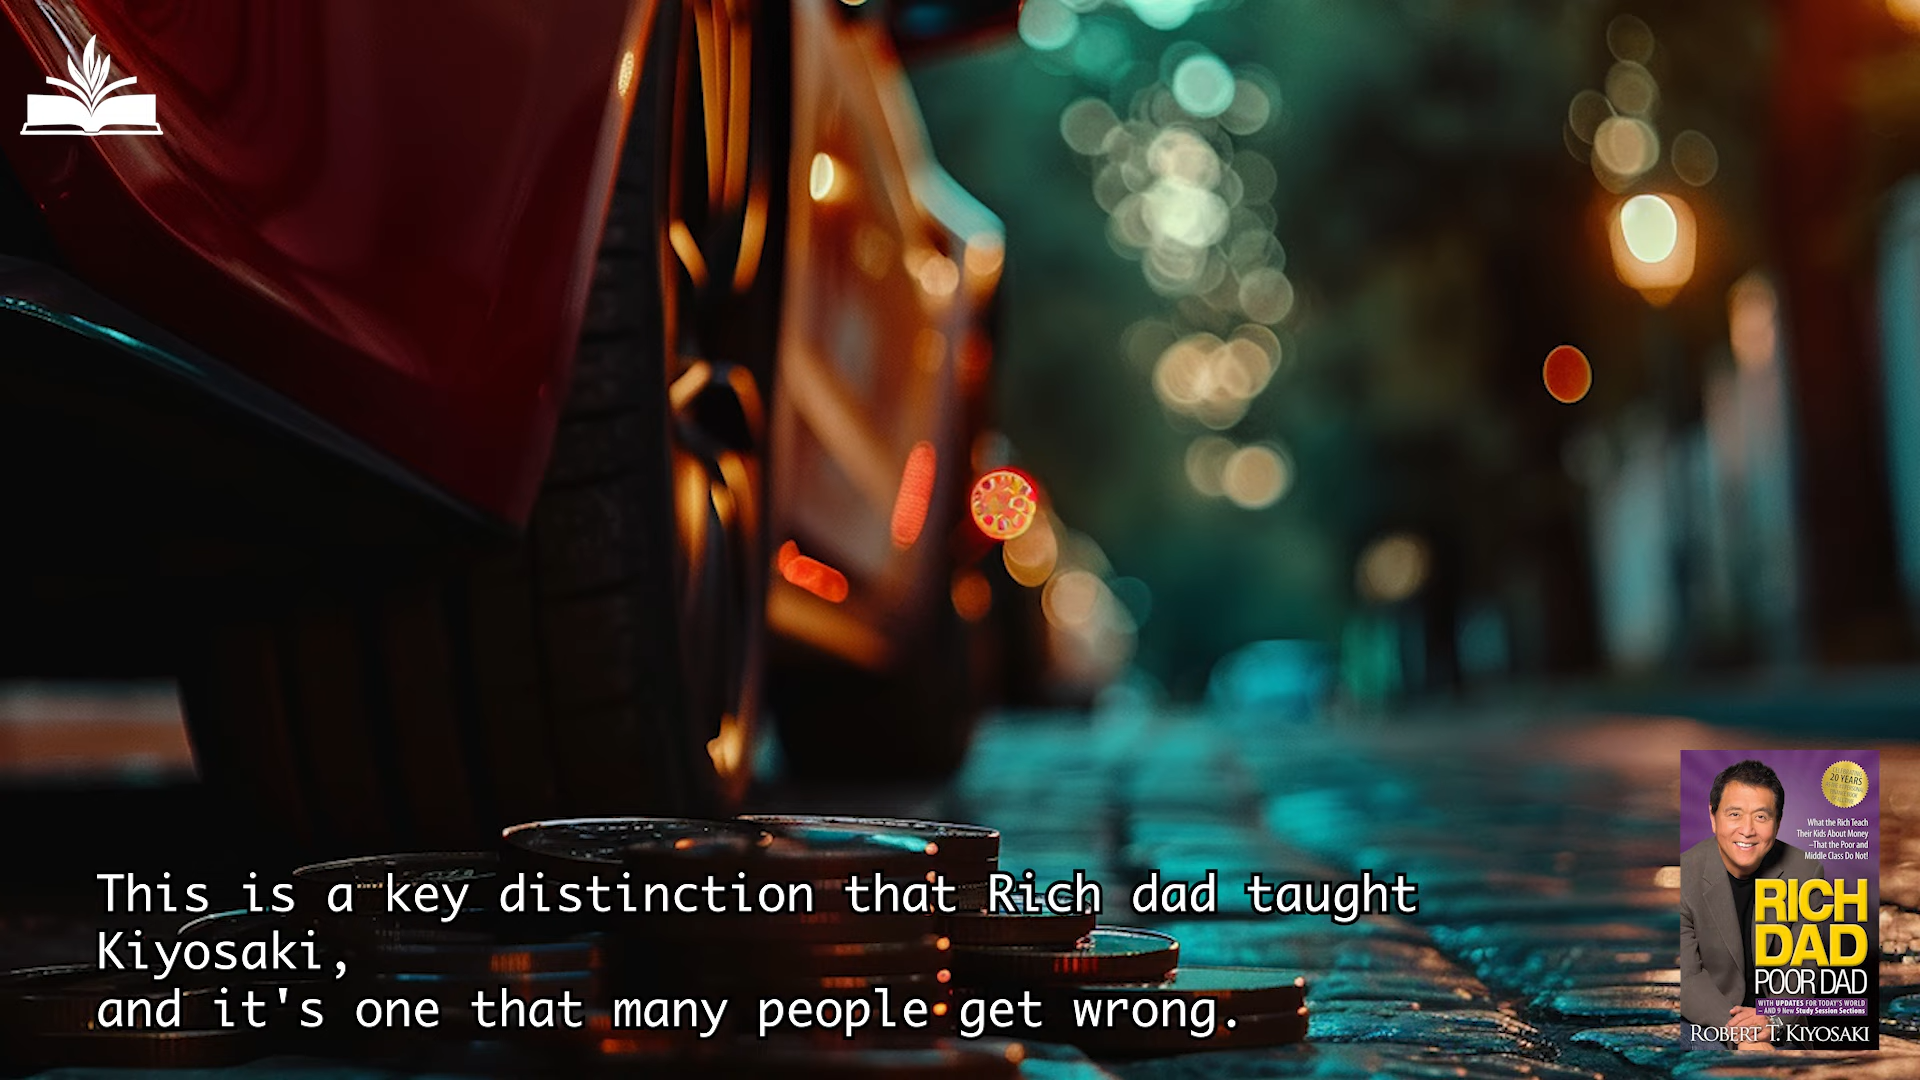 This is a key distinction that Rich dad taught
Kiyosaki,
and it's one that many people get wrong.
20 YEARS
What the Rich Teach
Their Kids About Money
–That the Poor and
Middle Class Do Not!
RICH
DAD
POOR DAD
WITH UPDATES FOR TODAY'S WORLD
– AND 9 New Study Session Sections
ROBERT T. KIYOSAKI